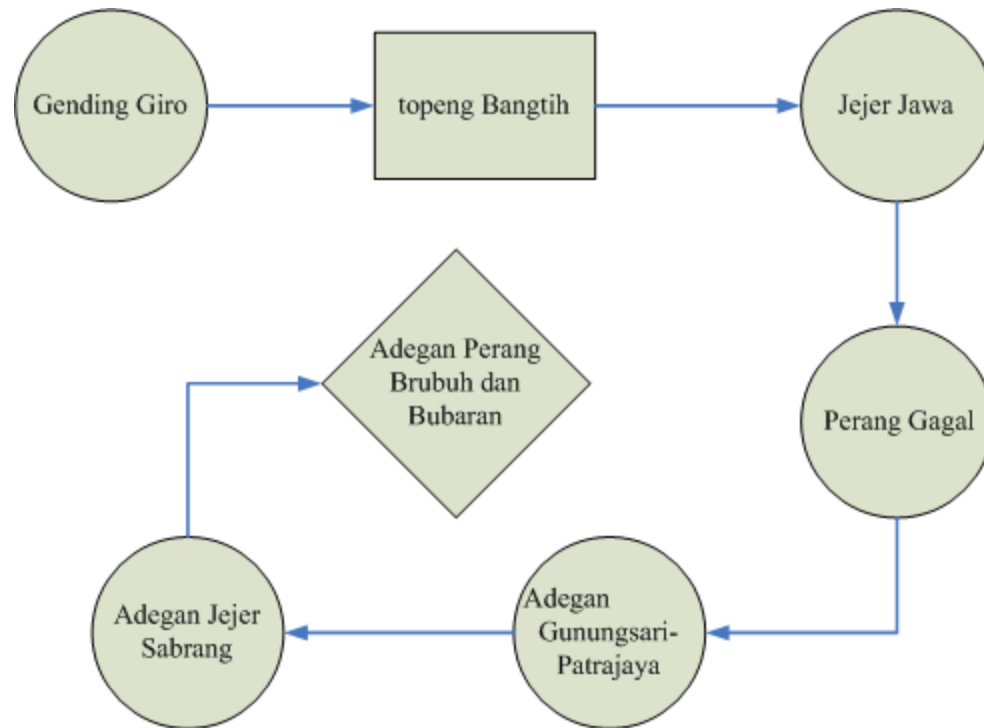 Gending Giro
topeng Bangtih
Jejer Jawa
Perang Gagal
Adegan
Gunungsari-
Patrajaya
Adegan Jejer
Sabrang
Adegan Perang
Brubuh dan
Bubaran